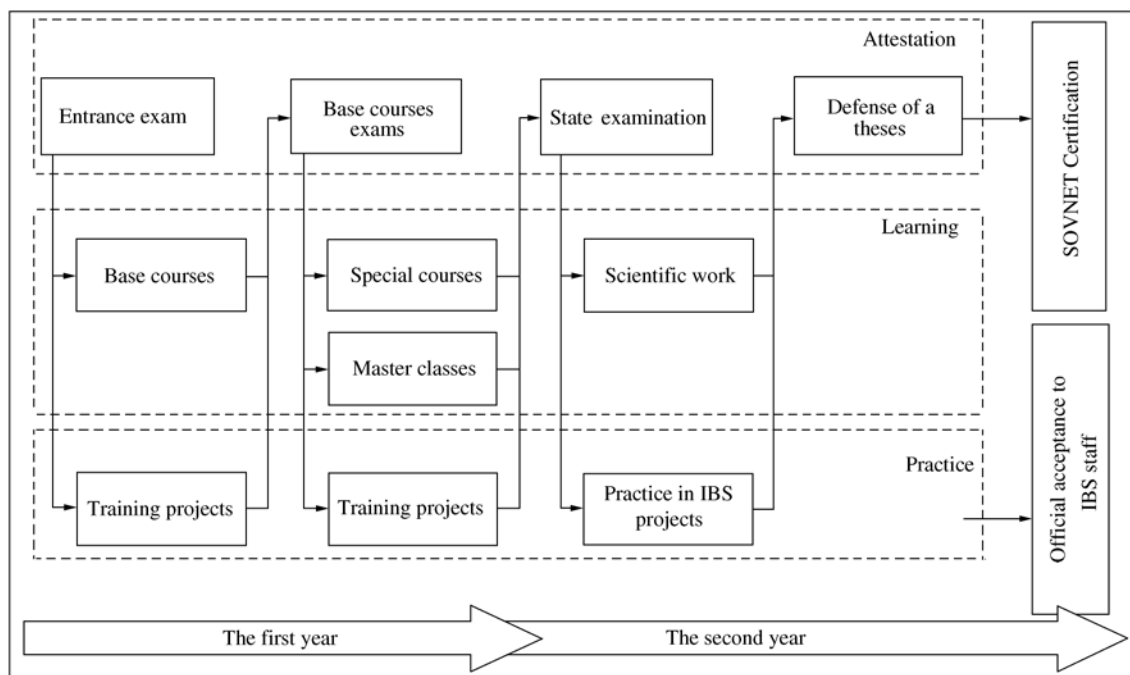 Attestation
Entrance exam
Base courses
exams
State examination
Defense of a
theses
SOVNET Certification
Learning
Base courses
Special courses
Scientific work
Master classes
Practice
Training projects
Training projects
Practice in IBS
projects
Official acceptance to
IBS staff
The first year
The second year